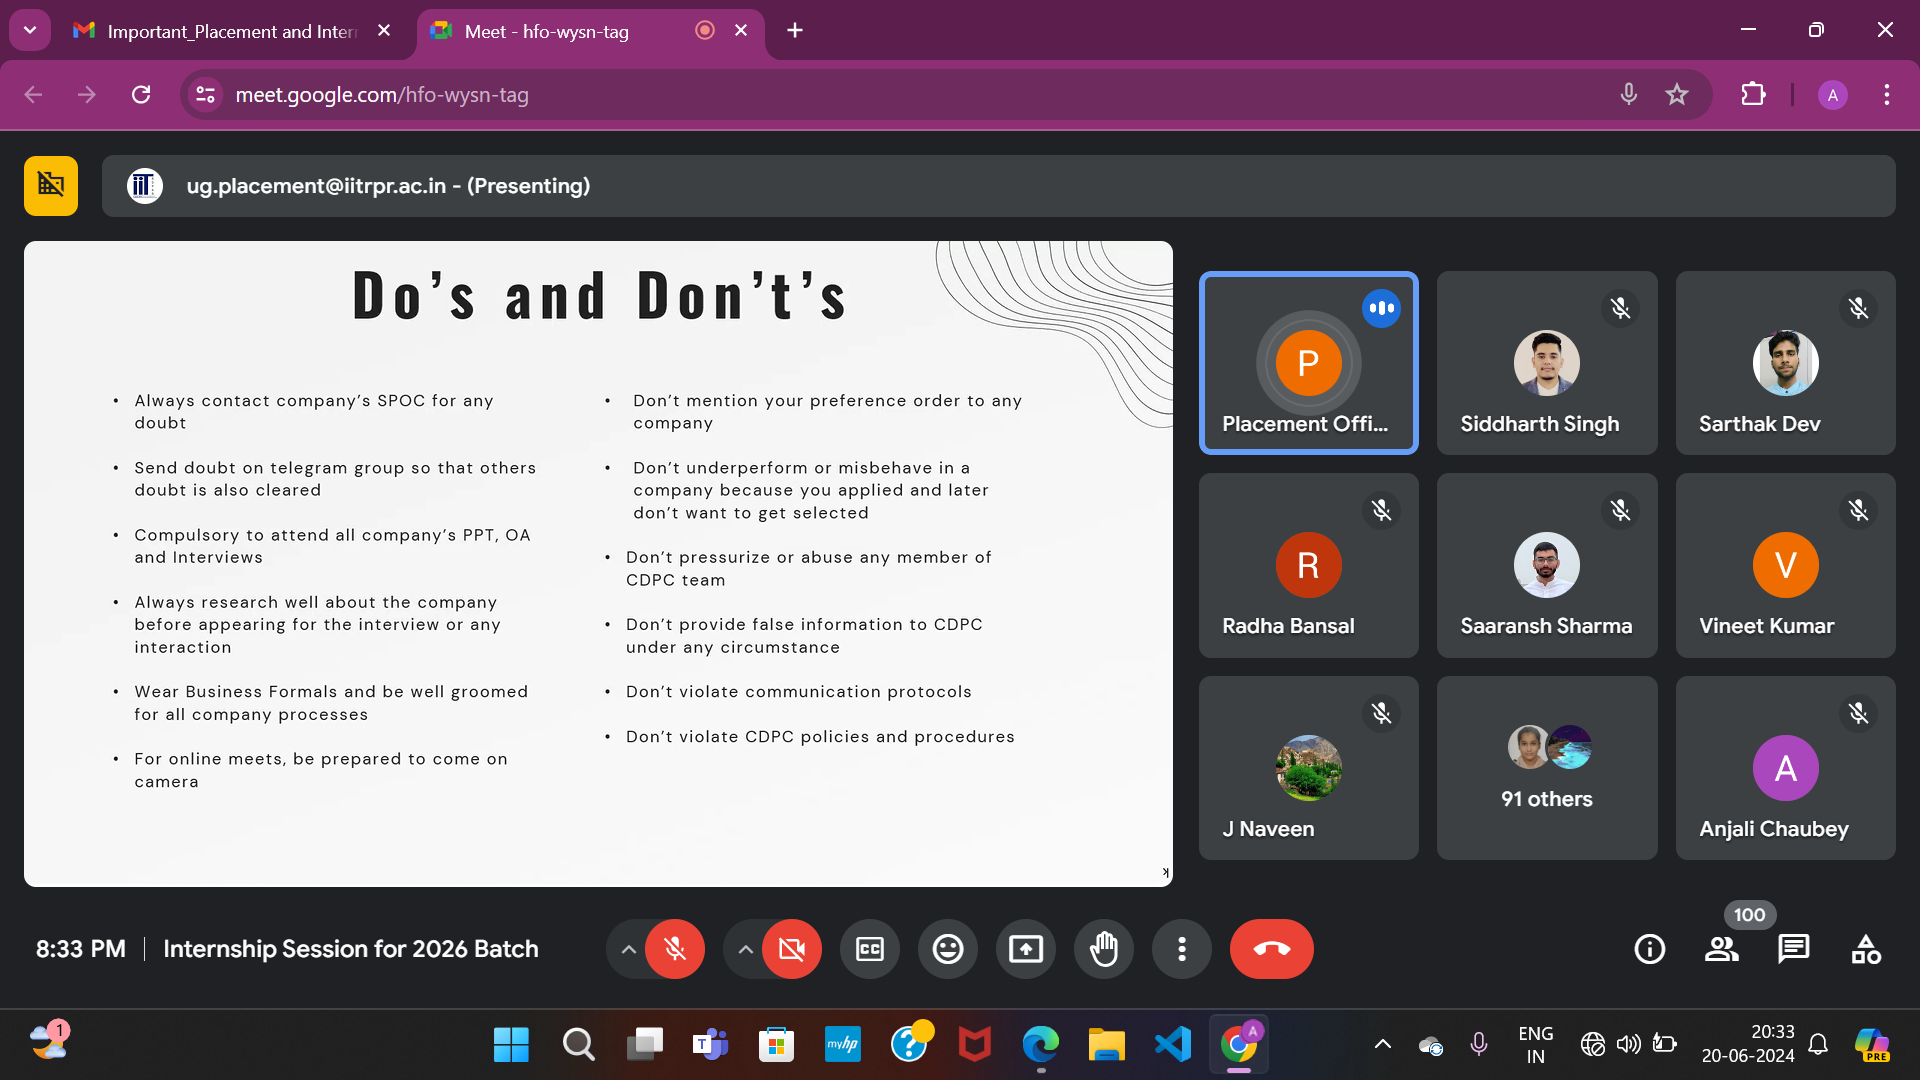 Important_Placement and Inter
Meet - hfo-wysn-tag
meet.google.com/hfo-wysn-tag
A
ug.placement@iitrpr.ac.in - (Presenting)
Do’s and Don’t’s
• Always contact company’s SPOC for any
doubt
• Send doubt on telegram group so that others
doubt is also cleared
• Compulsory to attend all company’s PPT, OA
and Interviews
• Always research well about the company
before appearing for the interview or any
interaction
• Wear Business Formals and be well groomed
for all company processes
• For online meets, be prepared to come on
camera
• Don’t mention your preference order to any
company
• Don’t underperform or misbehave in a
company because you applied and later
don’t want to get selected
• Don’t pressurize or abuse any member of
CDPC team
• Don’t provide false information to CDPC
under any circumstance
• Don’t violate communication protocols
• Don’t violate CDPC policies and procedures
P
Placement Offi...
Siddharth Singh
Sarthak Dev
R
Radha Bansal
Saaransh Sharma
V
Vineet Kumar
J Naveen
91 others
A
Anjali Chaubey
8:33 PM
Internship Session for 2026 Batch
CC
100
1
T
myhp
?
A
ENG
IN
20:33
20-06-2024
PRE